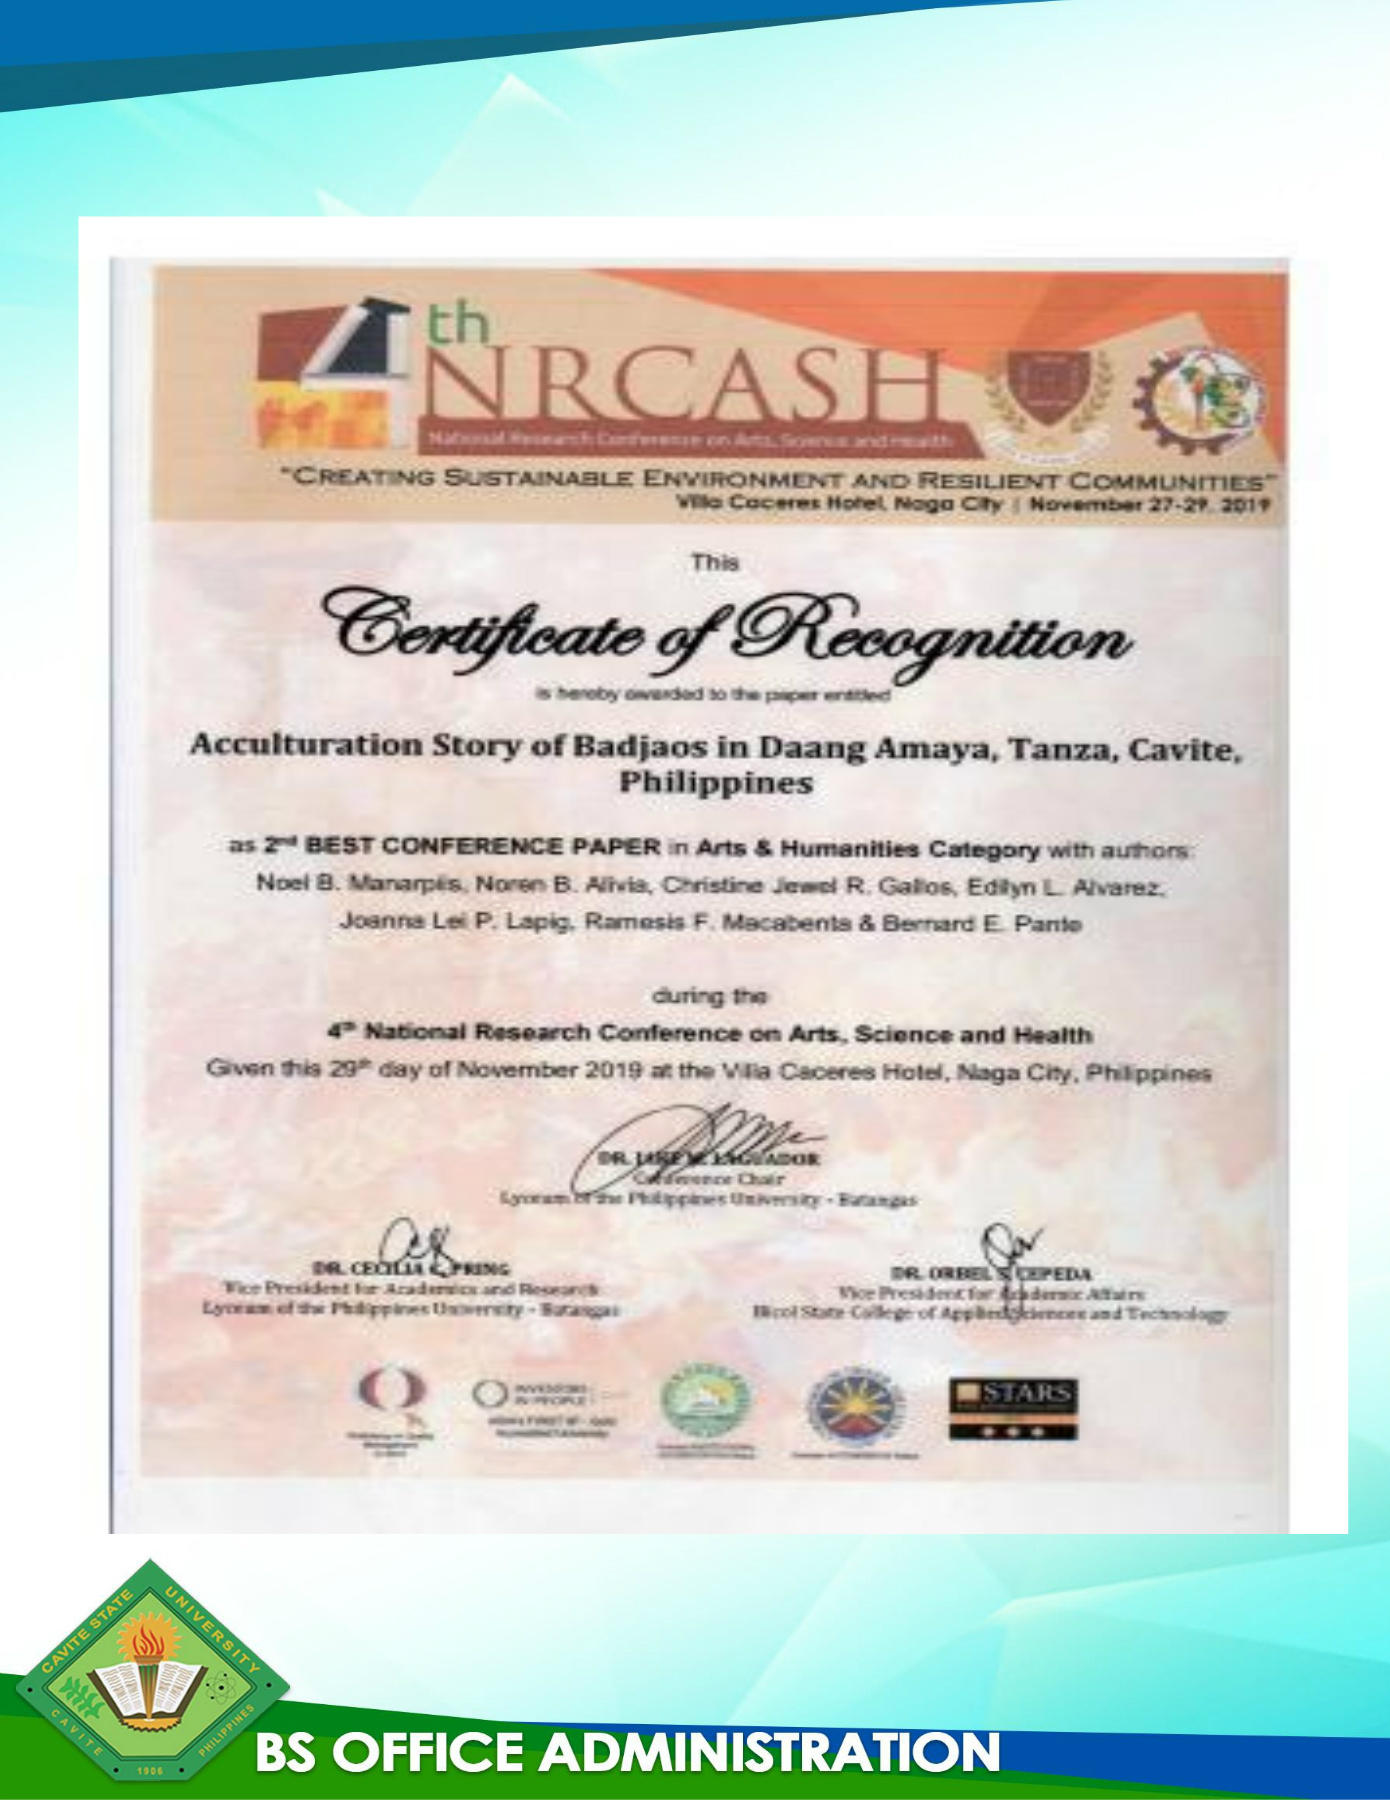 4th
NRCASH
National Research Conference on Arts, Science and Health
"CREATING SUSTAINABLE ENVIRONMENT AND RESILIENT COMMUNITIES"
Villa Caceres Hotel, Naga City | November 27-29, 2019
This
Certificate of Recognition
is hereby awarded to the paper entitled
Acculturation Story of Badjaos in Daang Amaya, Tanza, Cavite,
Philippines
as 2nd BEST CONFERENCE PAPER in Arts & Humanities Category with authors:
Noel B. Manarpiis, Noren B. Alivia, Christine Jewel R. Gallos, Edilyn L. Alvarez,
Joanna Lei P. Lapig, Ramesis F. Macabenta & Bernard E. Pante
during the
4th National Research Conference on Arts, Science and Health
Given this 29th day of November 2019 at the Villa Caceres Hotel, Naga City, Philippines
DR. LAGUADOR
Conference Chair
Lyceum of the Philippines University - Batangas
DR. CECILIA C. PRING
Vice President for Academics and Research
Lyceum of the Philippines University - Batangas
DR. ORBEL CEPEDA
Vice President for Academic Affairs
Bicol State College of Applied Sciences and Technology
INVESTORS
IN PEOPLE
STARS
CAVITE STATE UNIVERSITY
CAVITE PHILIPPINES
1906
BS OFFICE ADMINISTRATION